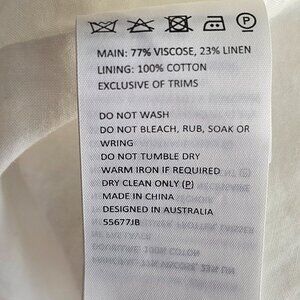 MAIN: 77% VISCOSE, 23% LINEN
LINING: 100% COTTON
EXCLUSIVE OF TRIMS
DO NOT WASH
DO NOT BLEACH, RUB, SOAK OR
WRING
DO NOT TUMBLE DRY
WARM IRON IF REQUIRED
DRY CLEAN ONLY (P)
MADE IN CHINA
DESIGNED IN AUSTRALIA
55677JB